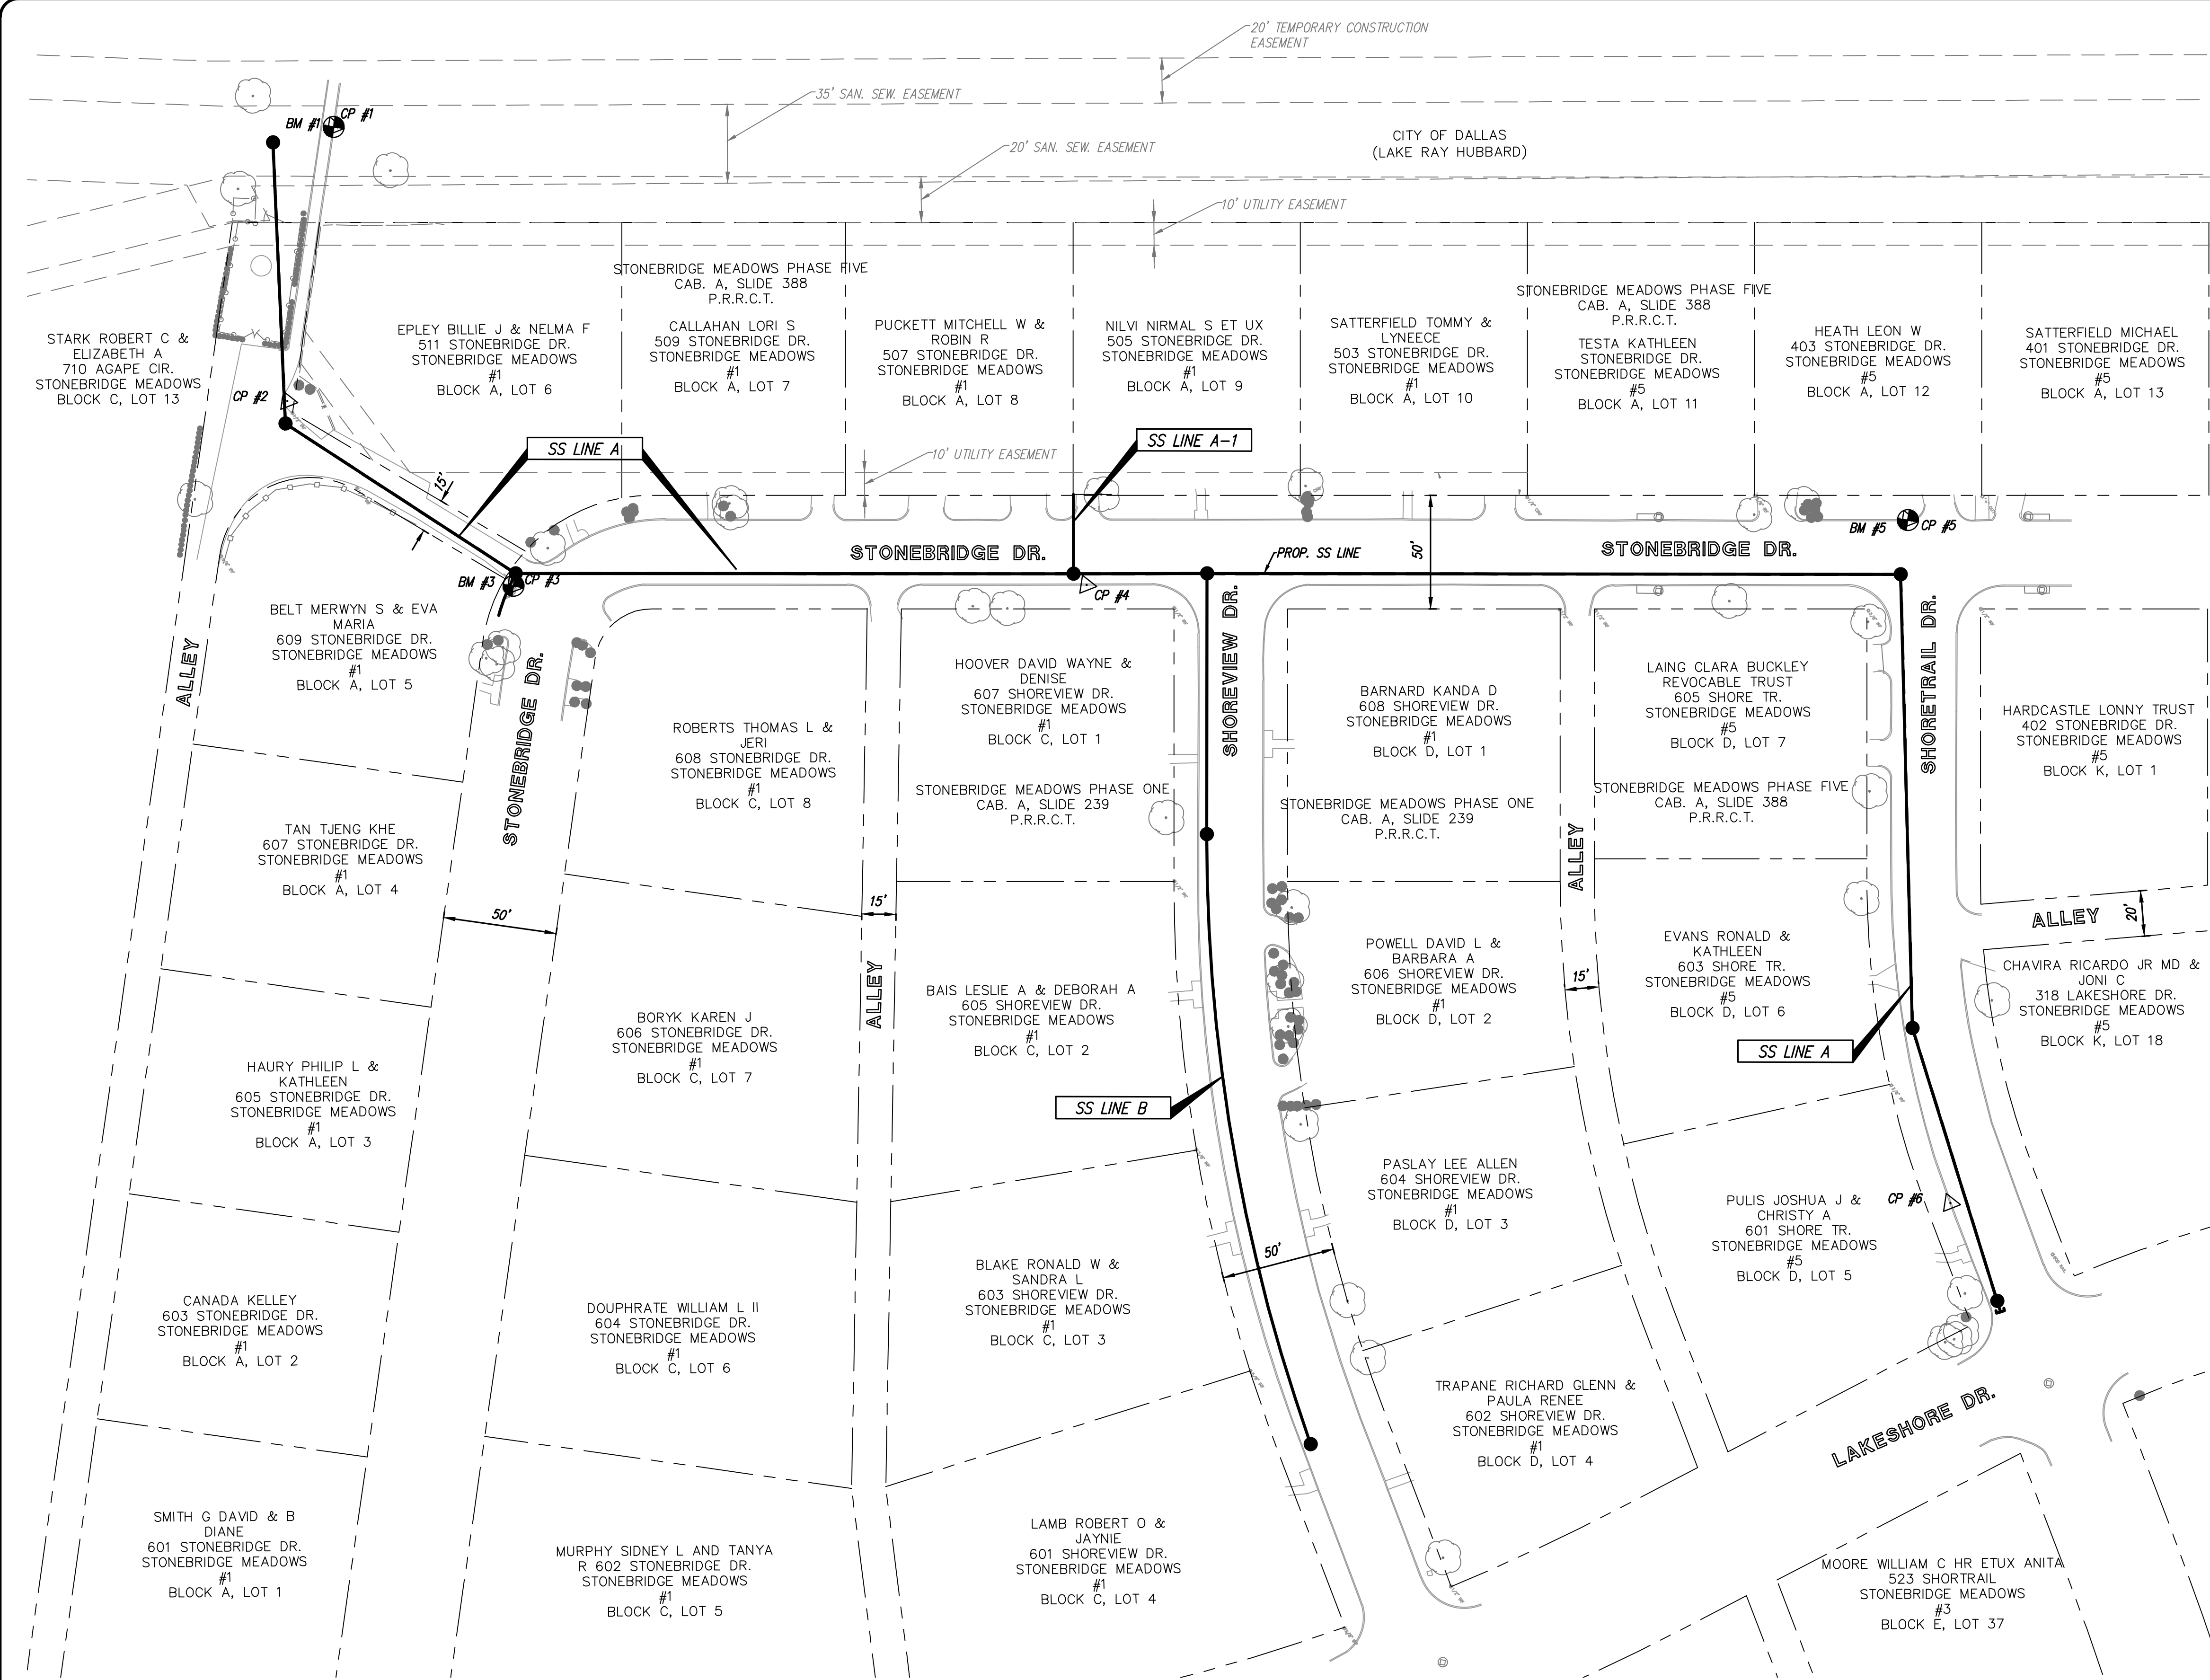 20' TEMPORARY CONSTRUCTION
EASEMENT
35' SAN. SEW. EASEMENT
BM #1
CP #1
CITY OF DALLAS
(LAKE RAY HUBBARD)
20' SAN. SEW. EASEMENT
10' UTILITY EASEMENT
STARK ROBERT C &
ELIZABETH A
710 AGAPE CIR.
STONEBRIDGE MEADOWS
BLOCK C, LOT 13
EPLEY BILLIE J & NELMA F
511 STONEBRIDGE DR.
STONEBRIDGE MEADOWS
#1
BLOCK A, LOT 6
STONEBRIDGE MEADOWS PHASE FIVE
CAB. A, SLIDE 388
P.R.R.C.T.
CALLAHAN LORI S
509 STONEBRIDGE DR.
STONEBRIDGE MEADOWS
#1
BLOCK A, LOT 7
PUCKETT MITCHELL W &
ROBIN R
507 STONEBRIDGE DR.
STONEBRIDGE MEADOWS
#1
BLOCK A, LOT 8
NILVI NIRMAL S ET UX
505 STONEBRIDGE DR.
STONEBRIDGE MEADOWS
#1
BLOCK A, LOT 9
SATTERFIELD TOMMY &
LYNEECE
503 STONEBRIDGE DR.
STONEBRIDGE MEADOWS
#1
BLOCK A, LOT 10
STONEBRIDGE MEADOWS PHASE FIVE
CAB. A, SLIDE 388
P.R.R.C.T.
TESTA KATHLEEN
STONEBRIDGE DR.
STONEBRIDGE MEADOWS
#5
BLOCK A, LOT 11
HEATH LEON W
403 STONEBRIDGE DR.
STONEBRIDGE MEADOWS
#5
BLOCK A, LOT 12
SATTERFIELD MICHAEL
401 STONEBRIDGE DR.
STONEBRIDGE MEADOWS
#5
BLOCK A, LOT 13
CP #2
SS LINE A
SS LINE A-1
10' UTILITY EASEMENT
15'
STONEBRIDGE DR.
PROP. SS LINE
50'
STONEBRIDGE DR.
BM #5
CP #5
BM #3
CP #3
CP #4
BELT MERWYN S & EVA
MARIA
609 STONEBRIDGE DR.
STONEBRIDGE MEADOWS
#1
BLOCK A, LOT 5
ALLEY
STONEBRIDGE DR.
ROBERTS THOMAS L &
JERI
608 STONEBRIDGE DR.
STONEBRIDGE MEADOWS
#1
BLOCK C, LOT 8
HOOVER DAVID WAYNE &
DENISE
607 SHOREVIEW DR.
STONEBRIDGE MEADOWS
#1
BLOCK C, LOT 1
STONEBRIDGE MEADOWS PHASE ONE
CAB. A, SLIDE 239
P.R.R.C.T.
SHOREVIEW DR.
BARNARD KANDA D
608 SHOREVIEW DR.
STONEBRIDGE MEADOWS
#1
BLOCK D, LOT 1
STONEBRIDGE MEADOWS PHASE ONE
CAB. A, SLIDE 239
P.R.R.C.T.
LAING CLARA BUCKLEY
REVOCABLE TRUST
605 SHORE TR.
STONEBRIDGE MEADOWS
#5
BLOCK D, LOT 7
STONEBRIDGE MEADOWS PHASE FIVE
CAB. A, SLIDE 388
P.R.R.C.T.
SHORETRAIL DR.
HARDCASTLE LONNY TRUST
402 STONEBRIDGE DR.
STONEBRIDGE MEADOWS
#5
BLOCK K, LOT 1
TAN TJENG KHE
607 STONEBRIDGE DR.
STONEBRIDGE MEADOWS
#1
BLOCK A, LOT 4
50'
15'
ALLEY
ALLEY
15'
ALLEY
20'
BAIS LESLIE A & DEBORAH A
605 SHOREVIEW DR.
STONEBRIDGE MEADOWS
#1
BLOCK C, LOT 2
POWELL DAVID L &
BARBARA A
606 SHOREVIEW DR.
STONEBRIDGE MEADOWS
#1
BLOCK D, LOT 2
EVANS RONALD &
KATHLEEN
603 SHORE TR.
STONEBRIDGE MEADOWS
#5
BLOCK D, LOT 6
CHAVIRA RICARDO JR MD &
JONI C
318 LAKESHORE DR.
STONEBRIDGE MEADOWS
#5
BLOCK K, LOT 18
BORYK KAREN J
606 STONEBRIDGE DR.
STONEBRIDGE MEADOWS
#1
BLOCK C, LOT 7
HAURY PHILIP L &
KATHLEEN
605 STONEBRIDGE DR.
STONEBRIDGE MEADOWS
#1
BLOCK A, LOT 3
SS LINE B
SS LINE A
PASLAY LEE ALLEN
604 SHOREVIEW DR.
STONEBRIDGE MEADOWS
#1
BLOCK D, LOT 3
PULIS JOSHUA J &
CHRISTY A
601 SHORE TR.
STONEBRIDGE MEADOWS
#5
BLOCK D, LOT 5
CP #6
50'
CANADA KELLEY
603 STONEBRIDGE DR.
STONEBRIDGE MEADOWS
#1
BLOCK A, LOT 2
DOUPHRATE WILLIAM L II
604 STONEBRIDGE DR.
STONEBRIDGE MEADOWS
#1
BLOCK C, LOT 6
BLAKE RONALD W &
SANDRA L
603 SHOREVIEW DR.
STONEBRIDGE MEADOWS
#1
BLOCK C, LOT 3
TRAPANE RICHARD GLENN &
PAULA RENEE
602 SHOREVIEW DR.
STONEBRIDGE MEADOWS
#1
BLOCK D, LOT 4
LAKESHORE DR.
SMITH G DAVID & B
DIANE
601 STONEBRIDGE DR.
STONEBRIDGE MEADOWS
#1
BLOCK A, LOT 1
MURPHY SIDNEY L AND TANYA
R 602 STONEBRIDGE DR.
STONEBRIDGE MEADOWS
#1
BLOCK C, LOT 5
LAMB ROBERT O &
JAYNIE
601 SHOREVIEW DR.
STONEBRIDGE MEADOWS
#1
BLOCK C, LOT 4
MOORE WILLIAM C HR ETUX ANITA
523 SHORTRAIL
STONEBRIDGE MEADOWS
#3
BLOCK E, LOT 37